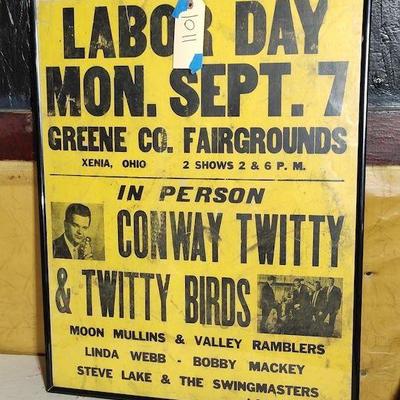 1101
LABOR DAY
MON. SEPT. 7
GREENE CO. FAIRGROUNDS
XENIA, OHIO 2 SHOWS 2 & 6 P. M.
IN PERSON
CONWAY TWITTY
& TWITTY BIRDS
MOON MULLINS & VALLEY RAMBLERS
LINDA WEBB - BOBBY MACKEY
STEVE LAKE & THE SWINGMASTERS